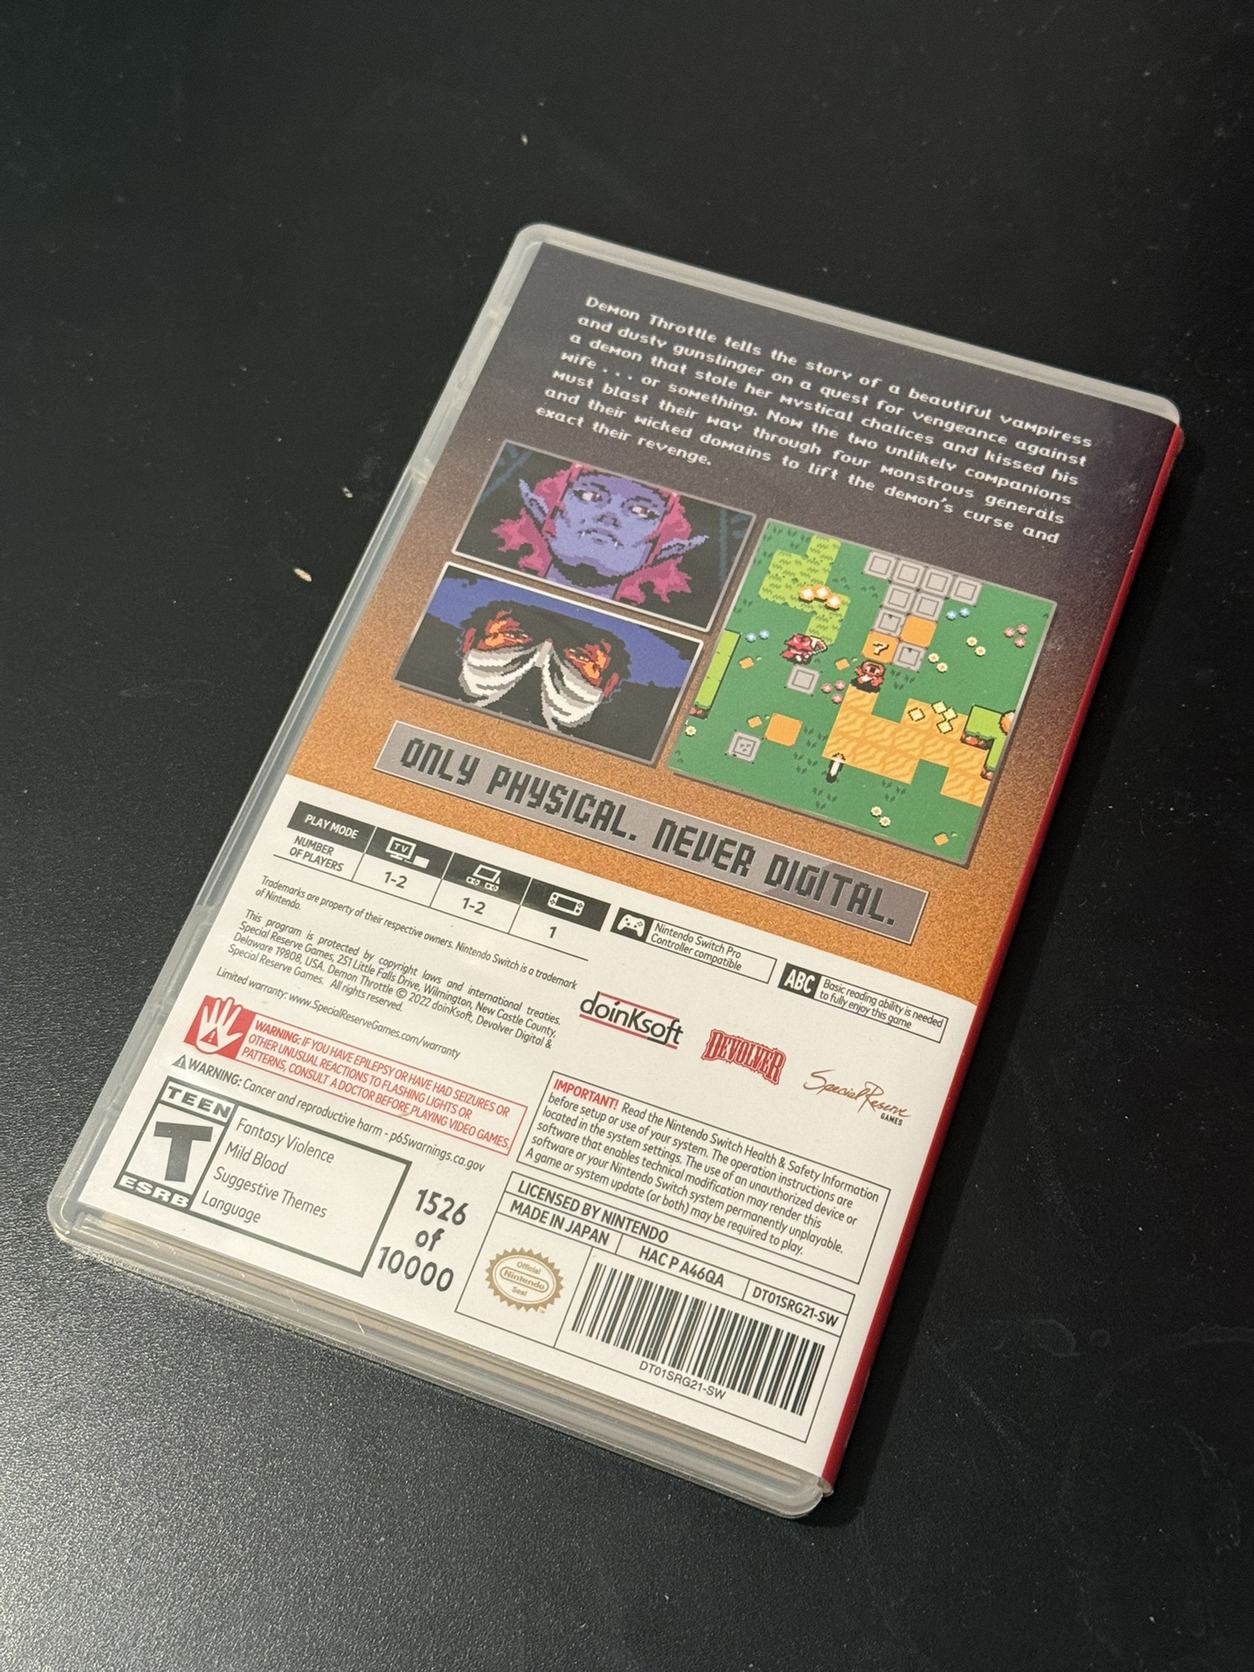 Demon Throttle tells the story of a beautiful vampiress
and dusty gunslinger on a quest for vengeance against
a demon that stole her mystical chalices and kissed his
wife . . . or something. Now the two unlikely companions
must blast their way through four monstrous generals
and their wicked domains to lift the demon's curse and
exact their revenge.
?
ONLY PHYSICAL. NEVER DIGITAL.
PLAY MODE
TV
NUMBER
OF PLAYERS
1-2
1-2
1
Nintendo Switch Pro
Controller compatible
ABC
Basic reading ability is needed
to fully enjoy this game
Trademarks are property of their respective owners. Nintendo Switch is a trademark
of Nintendo.
This program is protected by copyright laws and international treaties.
Special Reserve Games, 251 Little Falls Drive, Wilmington, New Castle County,
Delaware 19808, USA. Demon Throttle © 2022 doinKsoft, Devolver Digital &
Special Reserve Games. All rights reserved.
Limited warranty: www.SpecialReserveGames.com/warranty
doinKsoft
DEVOLVER
Special Reserve
GAMES
WARNING: IF YOU HAVE EPILEPSY OR HAVE HAD SEIZURES OR
OTHER UNUSUAL REACTIONS TO FLASHING LIGHTS OR
PATTERNS, CONSULT A DOCTOR BEFORE PLAYING VIDEO GAMES.
WARNING: Cancer and reproductive harm - p65warnings.ca.gov
TEEN
T
ESRB
Fantasy Violence
Mild Blood
Suggestive Themes
Language
1526
of
10000
IMPORTANT! Read the Nintendo Switch Health & Safety Information
before setup or use of your system. The operation instructions are
located in the system settings. The use of an unauthorized device or
software that enables technical modification may render this
software or your Nintendo Switch system permanently unplayable.
A game or system update (or both) may be required to play.
LICENSED BY NINTENDO
MADE IN JAPAN
HAC P A46QA
DT01SRG21-SW
Official
Nintendo
Seal
DT01SRG21-SW